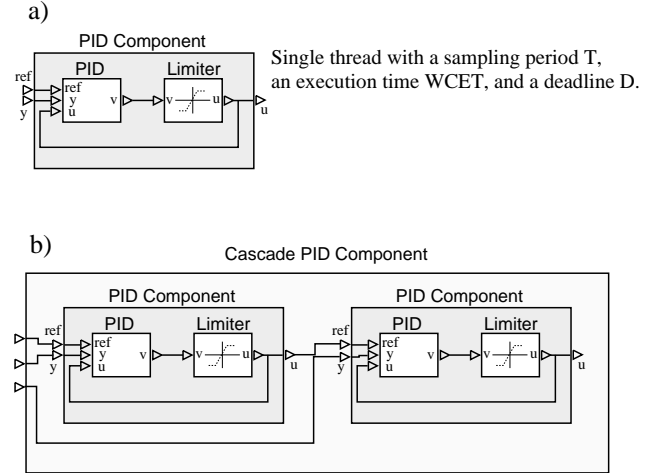 a)
PID Component
Single thread with a sampling period T,
an execution time WCET, and a deadline D.
ref
PID
Limiter
ref
y
u
v
v
u
y
u
b)
Cascade PID Component
PID Component
PID Component
ref
PID
Limiter
ref
PID
Limiter
ref
y
u
v
v
u
ref
y
u
v
v
u
y
u
y
u